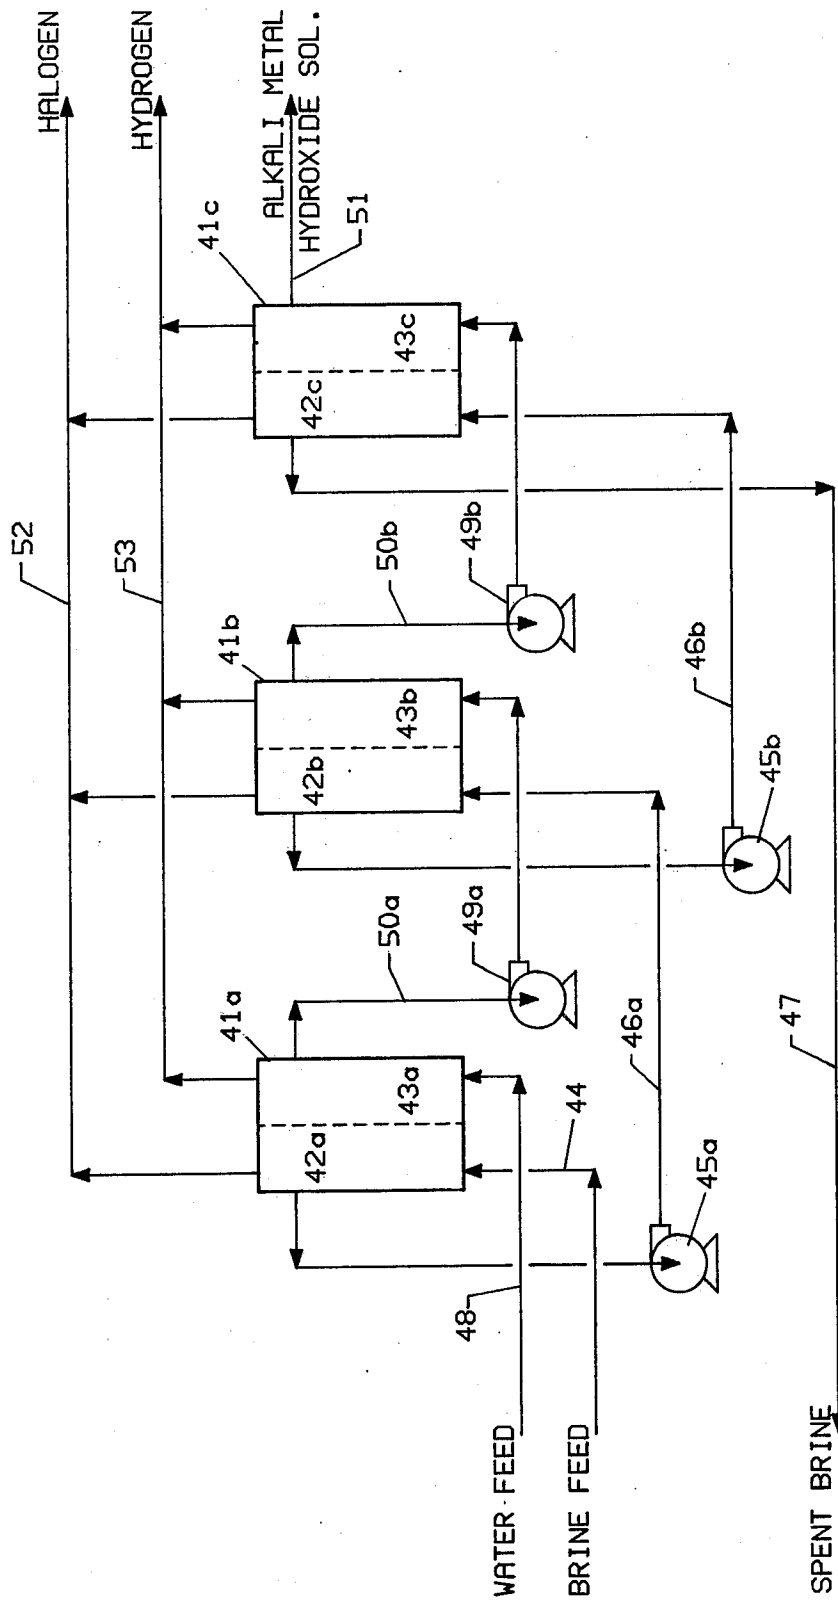 HALOGEN
HYDROGEN
ALKALI METAL
HYDROXIDE SOL.
52
53
51
41a
41b
41c
42a
43a
42b
43b
42c
43c
50a
50b
49a
49b
48
44
46a
46b
45a
45b
47
WATER-FEED
BRINE FEED
SPENT BRINE